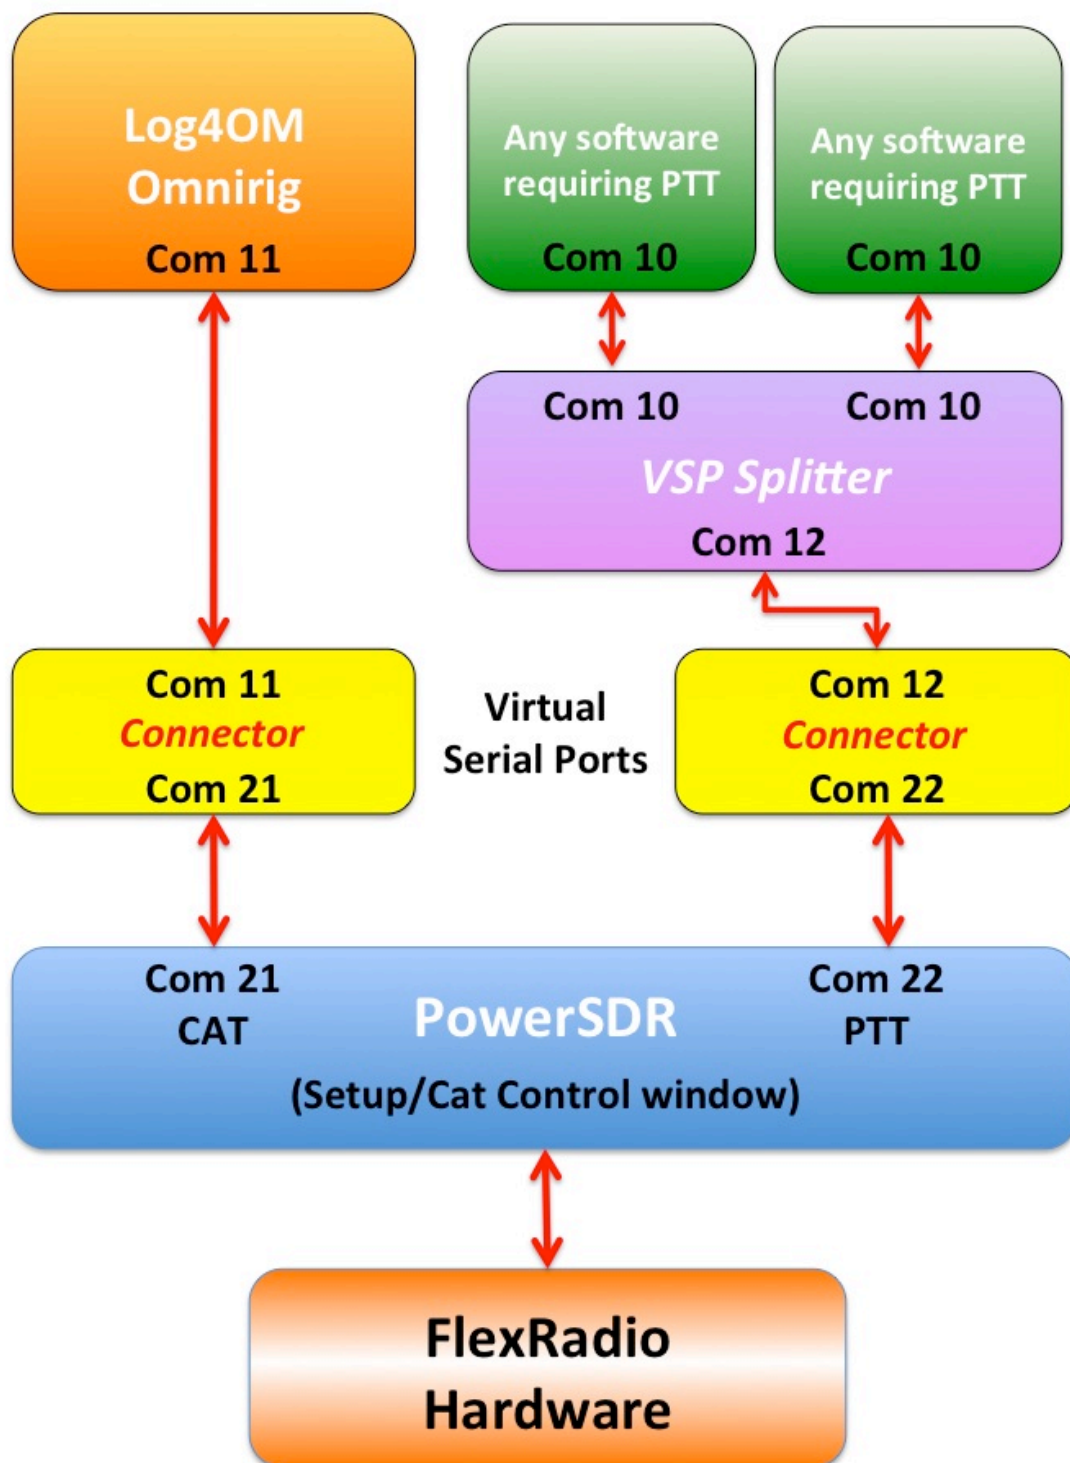 Log4OM
Omnirig
Com 11
Any software
requiring PTT
Com 10
Any software
requiring PTT
Com 10
Com 10
Com 10
VSP Splitter
Com 12
Com 11
Connector
Com 21
Virtual
Serial Ports
Com 12
Connector
Com 22
Com 21
CAT
PowerSDR
Com 22
PTT
(Setup/Cat Control window)
FlexRadio
Hardware